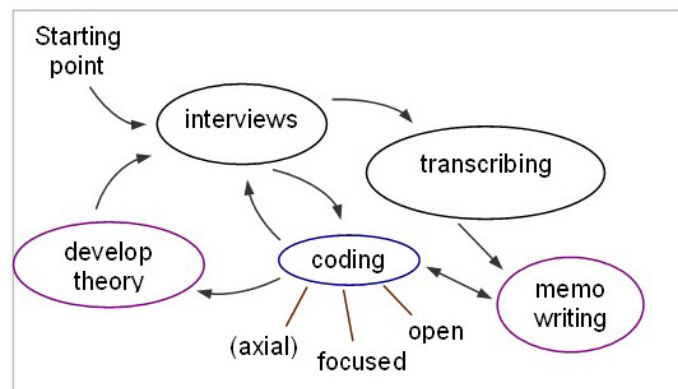 Starting
point
interviews
transcribing
develop
theory
coding
memo
writing
(axial)
focused
open